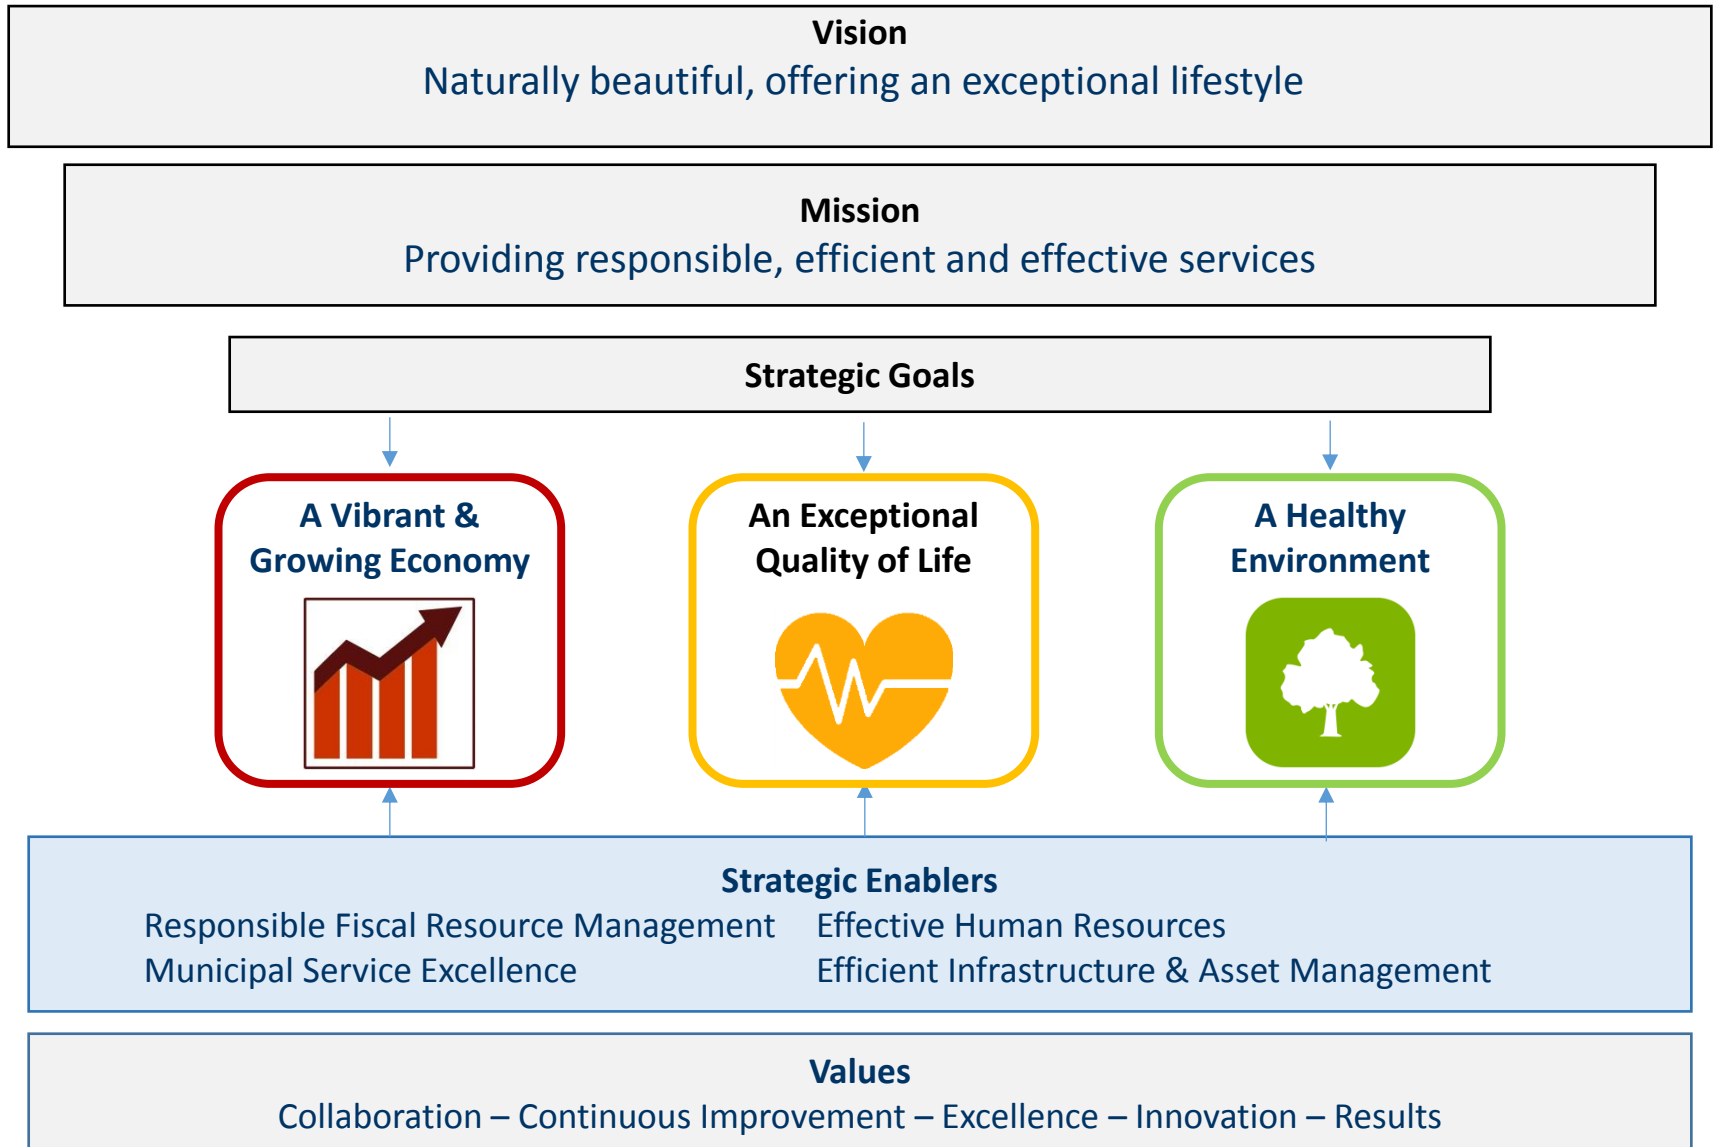 Vision
Naturally beautiful, offering an exceptional lifestyle
Mission
Providing responsible, efficient and effective services
Strategic Goals
A Vibrant &
Growing Economy
An Exceptional
Quality of Life
A Healthy
Environment
Strategic Enablers
Responsible Fiscal Resource Management Effective Human Resources
Municipal Service Excellence Efficient Infrastructure & Asset Management
Values
Collaboration – Continuous Improvement – Excellence – Innovation – Results